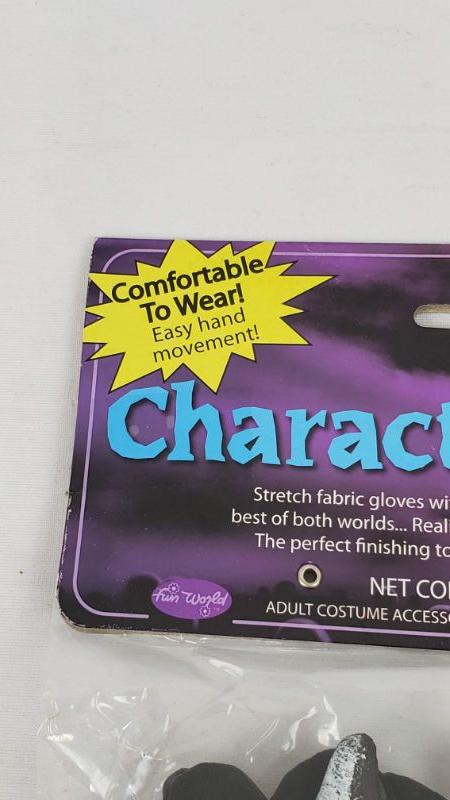 Comfortable
To Wear!
Easy hand
movement!
Charact
Stretch fabric gloves wi
best of both worlds... Real
The perfect finishing to
NET CO
ADULT COSTUME ACCESS
Fun World